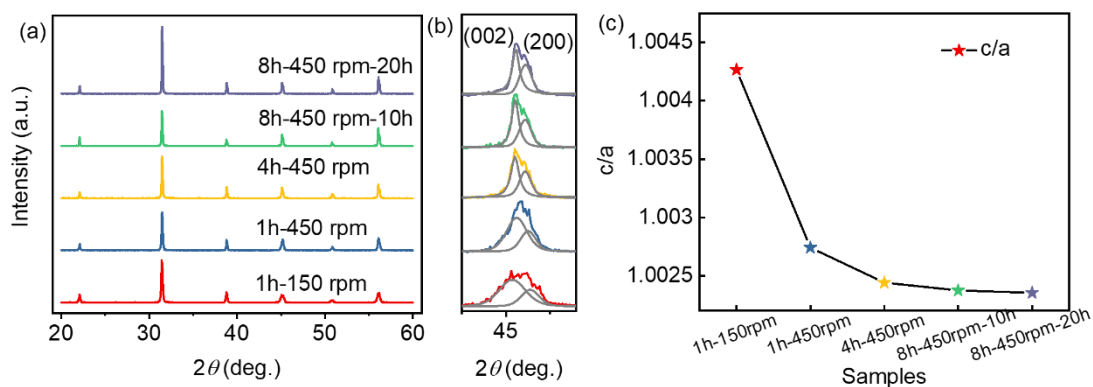 (a)
Intensity (a.u.)
8h-450 rpm-20h
8h-450 rpm-10h
4h-450 rpm
1h-450 rpm
1h-150 rpm
20 30 40 50 60
2θ (deg.)
(b)
(002) (200)
45
2θ (deg.)
(c)
c/a
c/a
1.0045
1.004
1.0035
1.003
1.0025
1h-150rpm
1h-450rpm
4h-450rpm
8h-450rpm-10h
8h-450rpm-20h
Samples